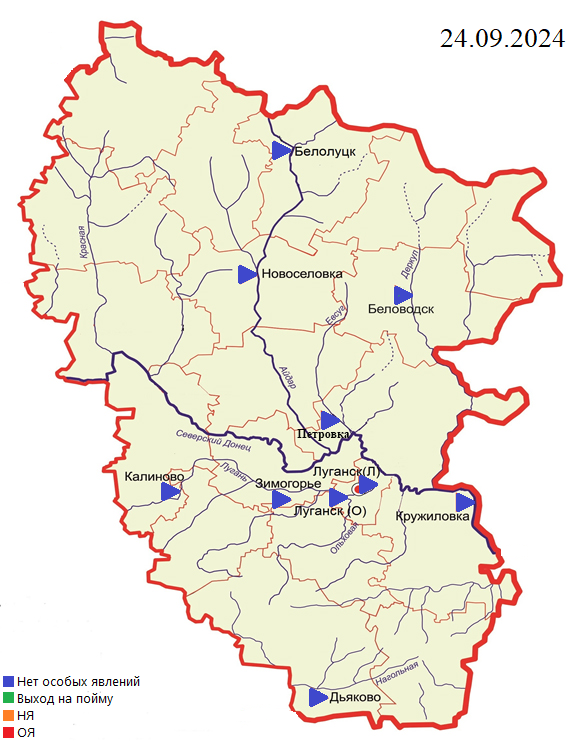 24.09.2024
Белолуцк
Красная
Деркул
Новоселовка
Беловодск
Евсуг
Айдар
Петровка
Северский Донец
Лугань
Луганск(Л)
Калиново
Зимогорье
Луганск (О)
Кружиловка
Ольховая
Нагольная
Дьяково
Нет особых явлений
Выход на пойму
НЯ
ОЯ